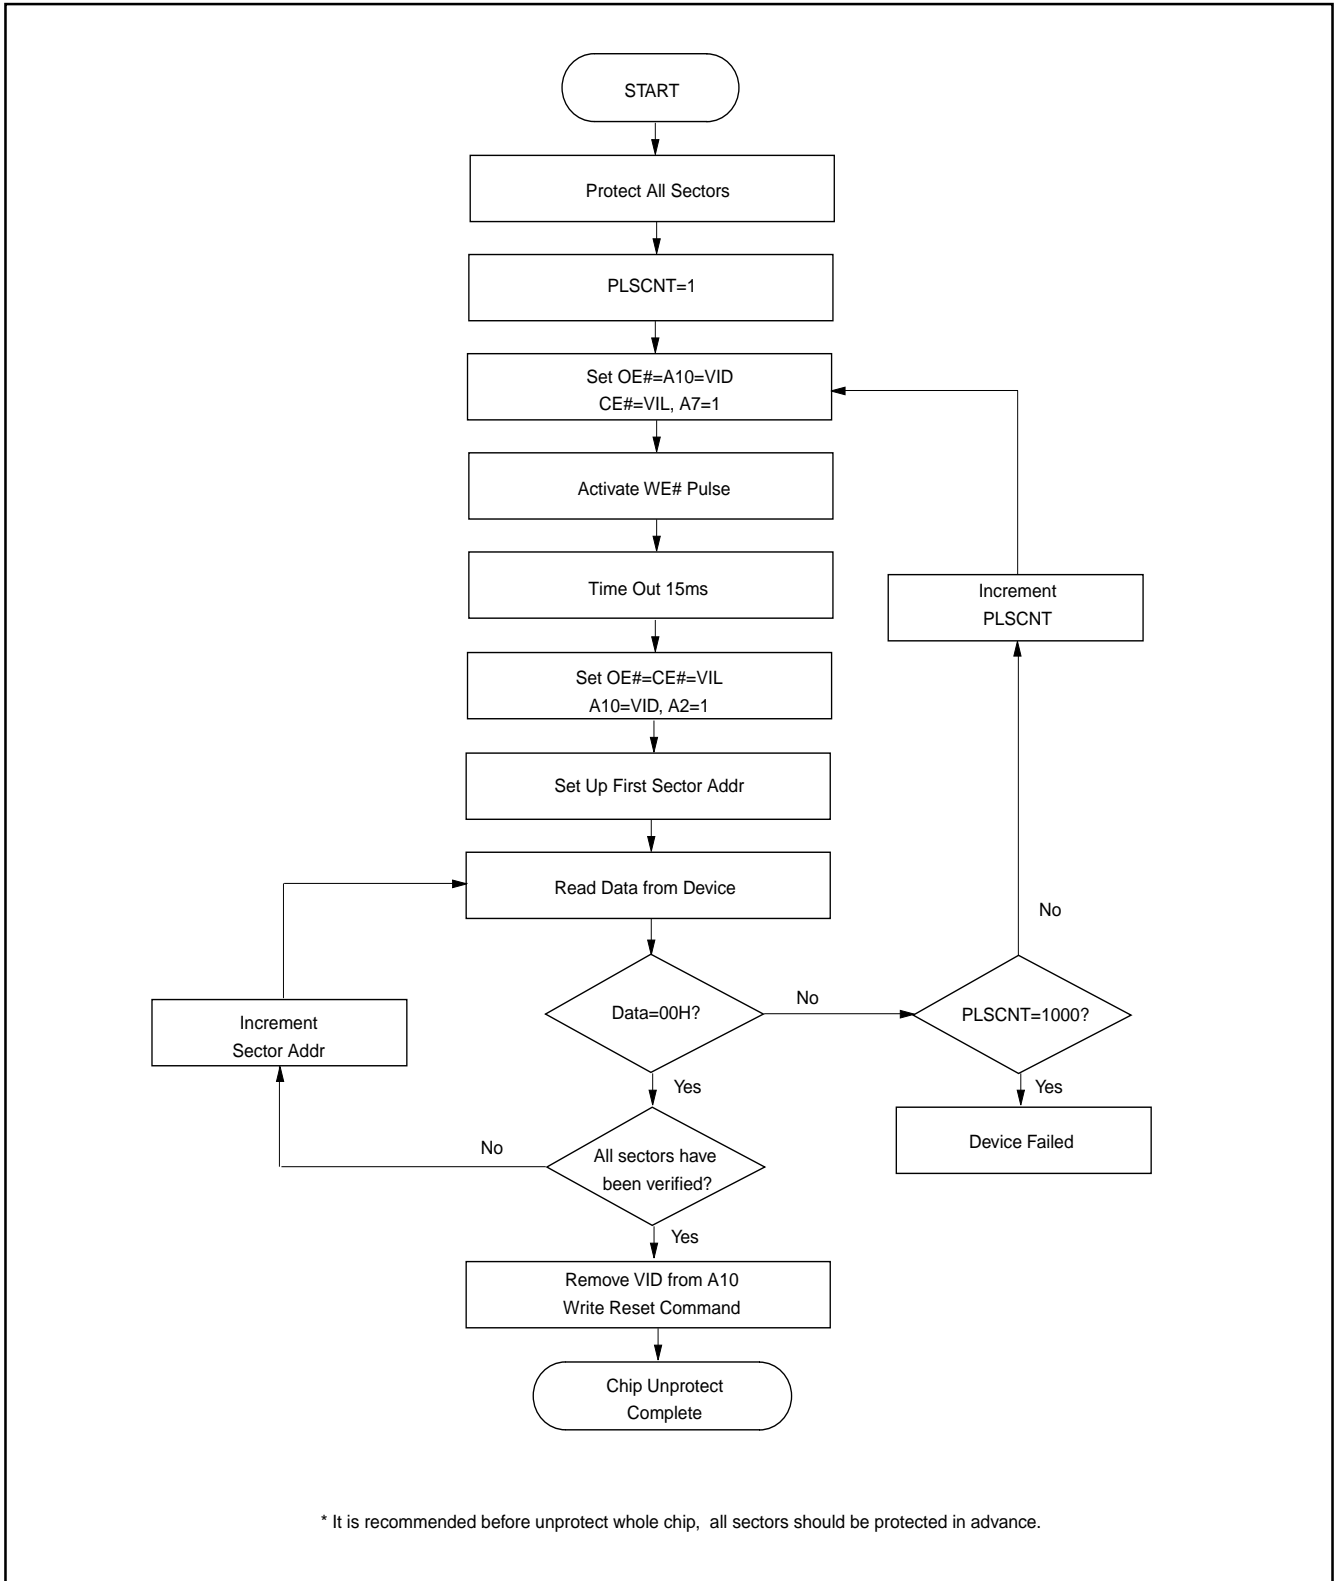 START
Protect All Sectors
PLSCNT=1
Set OE#=A10=VID
CE#=VIL, A7=1
Activate WE# Pulse
Time Out 15ms
Increment
PLSCNT
Set OE#=CE#=VIL
A10=VID, A2=1
Set Up First Sector Addr
Read Data from Device
No
Data=00H?
No
PLSCNT=1000?
Increment
Sector Addr
Yes
Yes
Device Failed
No
All sectors have
been verified?
Yes
Remove VID from A10
Write Reset Command
Chip Unprotect
Complete
* It is recommended before unprotect whole chip, all sectors should be protected in advance.